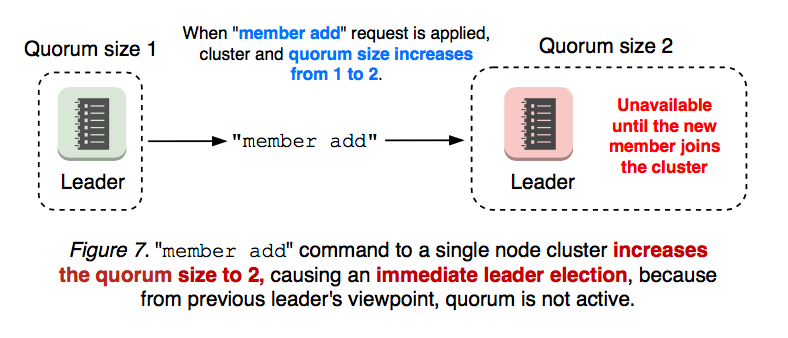 Quorum size 1
When "member add" request is applied,
cluster and quorum size increases
from 1 to 2.
Quorum size 2
Leader
"member add"
Leader
Unavailable
until the new
member joins
the cluster
Figure 7. "member add" command to a single node cluster increases
the quorum size to 2, causing an immediate leader election, because
from previous leader's viewpoint, quorum is not active.